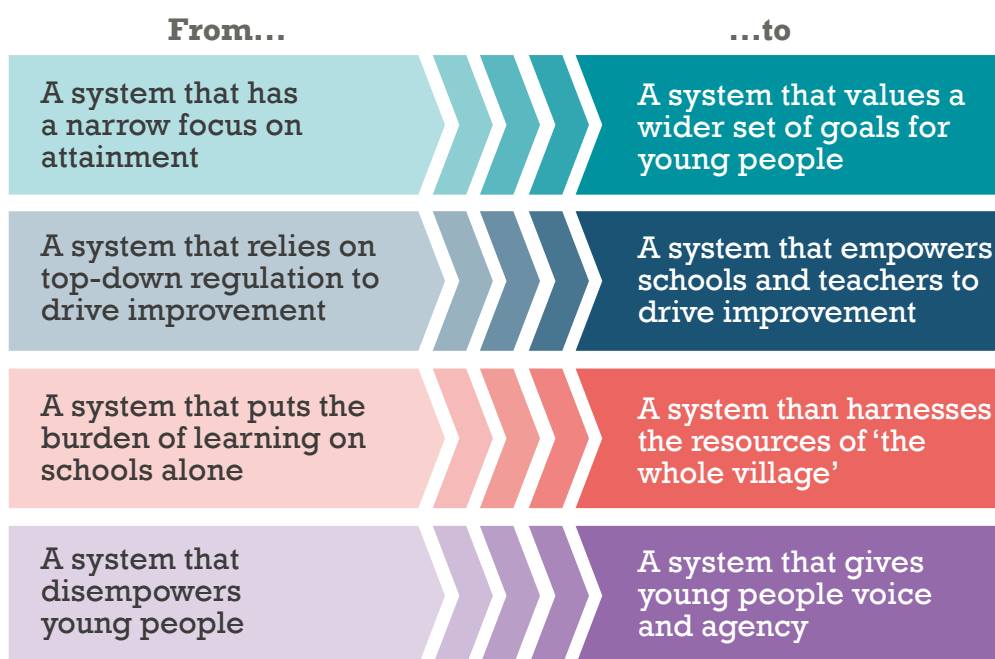 From…
…to
A system that has
a narrow focus on
attainment
A system that values a
wider set of goals for
young people
A system that relies on
top-down regulation to
drive improvement
A system that empowers
schools and teachers to
drive improvement
A system that puts the
burden of learning on
schools alone
A system than harnesses
the resources of ‘the
whole village’
A system that
disempowers
young people
A system that gives
young people voice
and agency